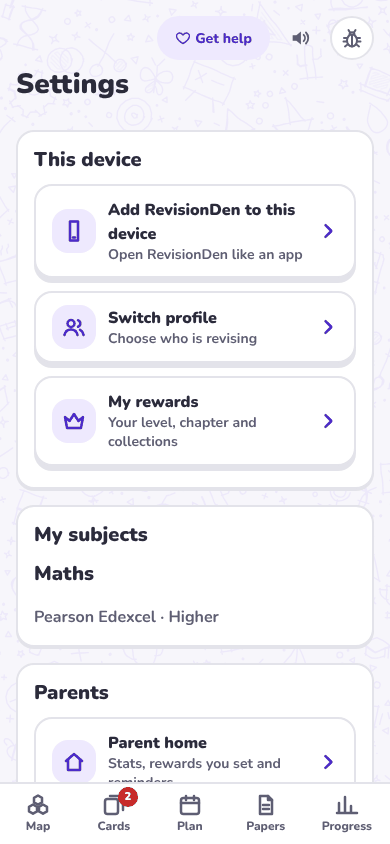 Get help
Settings
This device
Add RevisionDen to this
device
Open RevisionDen like an app
Switch profile
Choose who is revising
My rewards
Your level, chapter and
collections
My subjects
Maths
Pearson Edexcel · Higher
Parents
Parent home
Stats, rewards you set and
reminders
2
Map
Cards
Plan
Papers
Progress